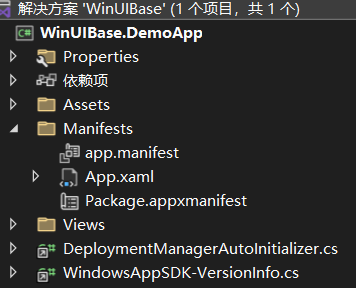 解决方案 'WinUIBase' (1 个项目，共 1 个)
WinUIBase.DemoApp
Properties
依赖项
Assets
Manifests
app.manifest
App.xaml
Package.appxmanifest
Views
DeploymentManagerAutoInitializer.cs
WindowsAppSDK-VersionInfo.cs